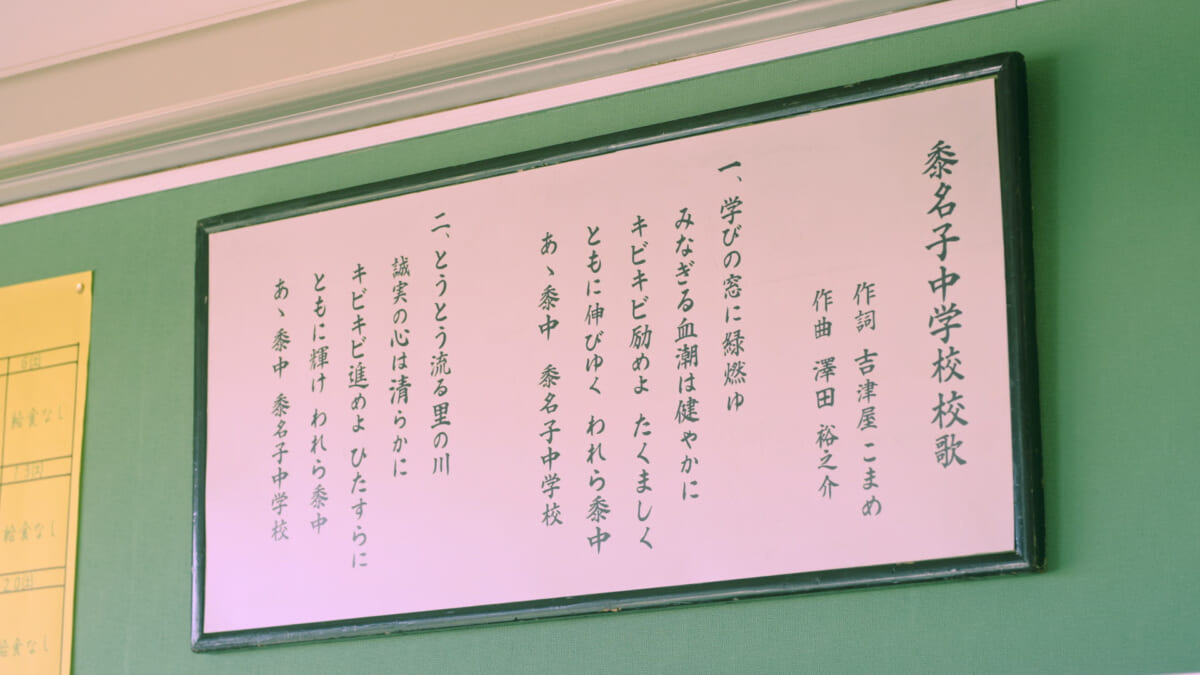 黍名子中学校校歌
作詞 吉津屋こまめ
作曲 澤田 裕之介
一、学びの窓に緑燃ゆ
みなぎる血潮は健やかに
キビキビ励めよ たくましく
ともに伸びゆく われら黍中
あゝ黍中 黍名子中学校
二、とうとう流る里の川
誠実の心は清らかに
キビキビ進めよ ひたすらに
ともに輝け われら黍中
あゝ黍中 黍名子中学校
6(土)
給食なし
13(土)
給食なし
20(土)
給食なし